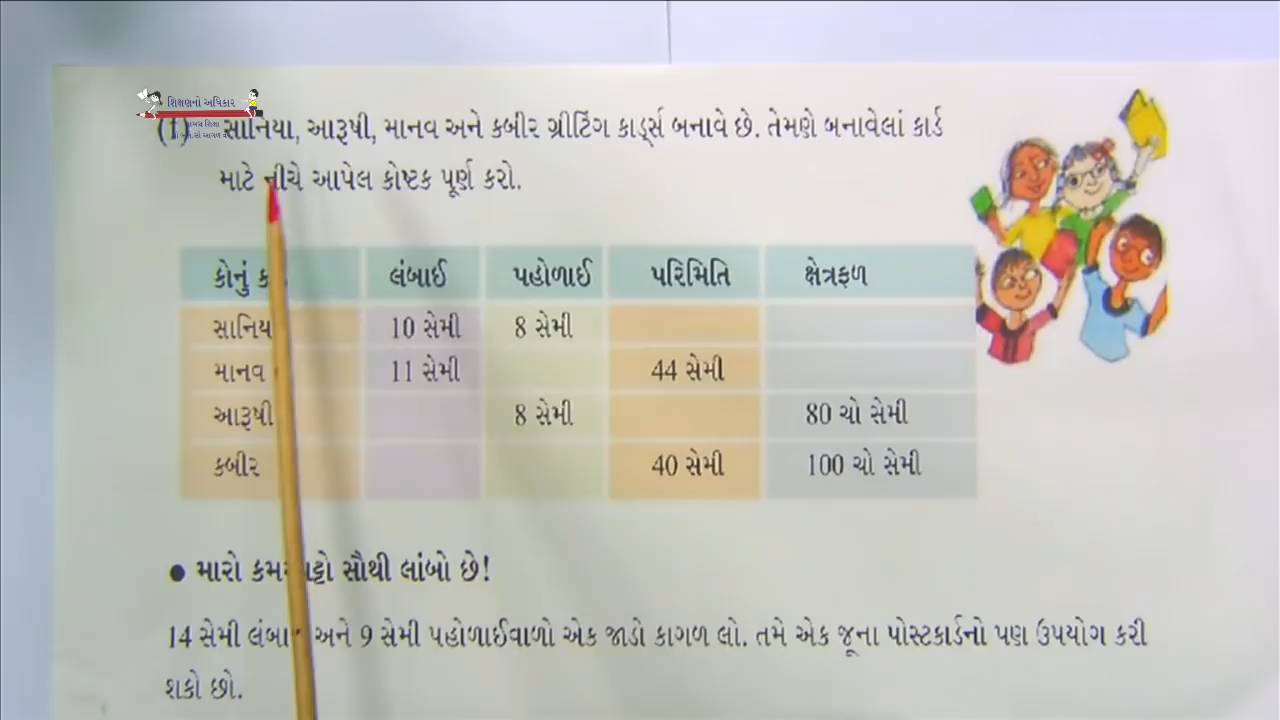 શિક્ષણનો અધિકાર
(1) સાનિયા, આરૂષી, માનવ અને કબીર ગ્રીટિંગ કાર્ડ્સ બનાવે છે. તેમણે બનાવેલાં કાર્ડ
માટે નીચે આપેલ કોષ્ટક પૂર્ણ કરો.
કોનું લંબાઈ પહોળાઈ પરિમિતિ ક્ષેત્રફળ
સાનિયા 10 સેમી 8 સેમી
માનવ 11 સેમી 44 સેમી
આરૂષી 8 સેમી 80 ચો સેમી
કબીર 40 સેમી 100 ચો સેમી
● મારો સૌથી લાંબો છે!
14 સેમી અને 9 સેમી પહોળાઈવાળો એક જાડો કાગળ લો. તમે એક જૂના પોસ્ટકાર્ડનો પણ ઉપયોગ કરી
શકો છો.